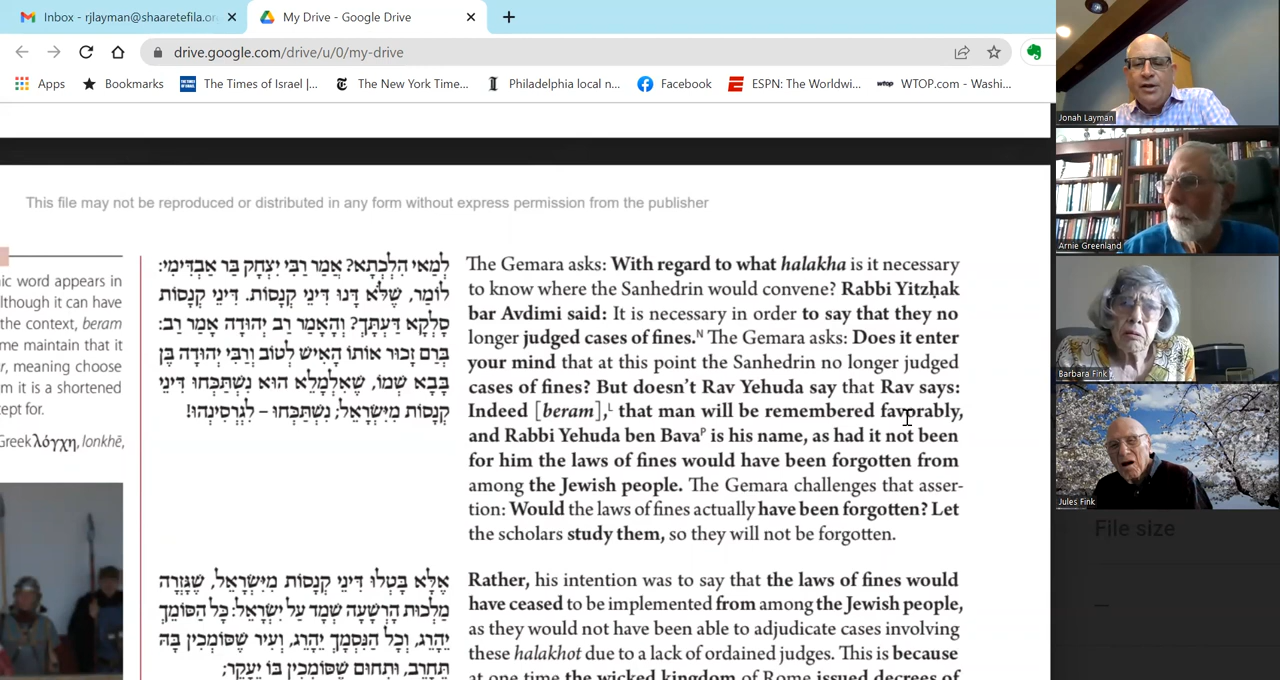 Inbox - rjlayman@shaaretefila.or
My Drive - Google Drive
drive.google.com/drive/u/0/my-drive
Apps
Bookmarks
The Times of Israel |...
The New York Time...
Philadelphia local n...
Facebook
ESPN: The Worldwi...
WTOP.com - Washi...
This file may not be reproduced or distributed in any form without express permission from the publisher
ic word appears in
lthough it can have
the context, beram
me maintain that it
r, meaning choose
m it is a shortened
ept for.
Greek λόγχη, lonkhē,
לְמַאי הִלְכְתָא? אֲמַר רַבִּי יִצְחָק בַּר אַבְדִּימִי:
לוֹמַר, שֶׁלֹּא דָּנוּ דִּינֵי קְנָסוֹת. דִּינֵי קְנָסוֹת
סָלְקָא דַּעְתָּךְ? וְהָאָמַר רַב יְהוּדָה אָמַר רַב:
בְּרַם זָכוּר אוֹתוֹ הָאִישׁ לְטוֹב וְרַבִּי יְהוּדָה בֶּן
בָּבָא שְׁמוֹ, שֶׁאִלְמָלֵא הוּא נִשְׁתַּכְּחוּ דִּינֵי
קְנָסוֹת מִיִּשְׂרָאֵל; נִשְׁתַּכְּחוּ – לִגְרְסִינְהוּ!
The Gemara asks: With regard to what halakha is it necessary
to know where the Sanhedrin would convene? Rabbi Yitzḥak
bar Avdimi said: It is necessary in order to say that they no
longer judged cases of fines.N The Gemara asks: Does it enter
your mind that at this point the Sanhedrin no longer judged
cases of fines? But doesn't Rav Yehuda say that Rav says:
Indeed [beram],L that man will be remembered favorably,
and Rabbi Yehuda ben BavaP is his name, as had it not been
for him the laws of fines would have been forgotten from
among the Jewish people. The Gemara challenges that asser-
tion: Would the laws of fines actually have been forgotten? Let
the scholars study them, so they will not be forgotten.
אֶלָּא בָּטְלוּ דִּינֵי קְנָסוֹת מִיִּשְׂרָאֵל, שֶׁגָּזְרָה
מַלְכוּת הָרְשָׁעָה שְׁמָד עַל יִשְׂרָאֵל: כָּל הַסּוֹמֵךְ
יֵהָרֵג, וְכָל הַנִּסְמָךְ יֵהָרֵג, וְעִיר שֶׁסּוֹמְכִין בָּהּ
תֵּחָרֵב, וּתְחוּם שֶׁסּוֹמְכִין בּוֹ יֵעָקֵר;
Rather, his intention was to say that the laws of fines would
have ceased to be implemented from among the Jewish people,
as they would not have been able to adjudicate cases involving
these halakhot due to a lack of ordained judges. This is because
at one time the wicked kingdom of Rome issued decrees of
Jonah Layman
Arnie Greenland
Barbara Fink
Jules Fink
File size